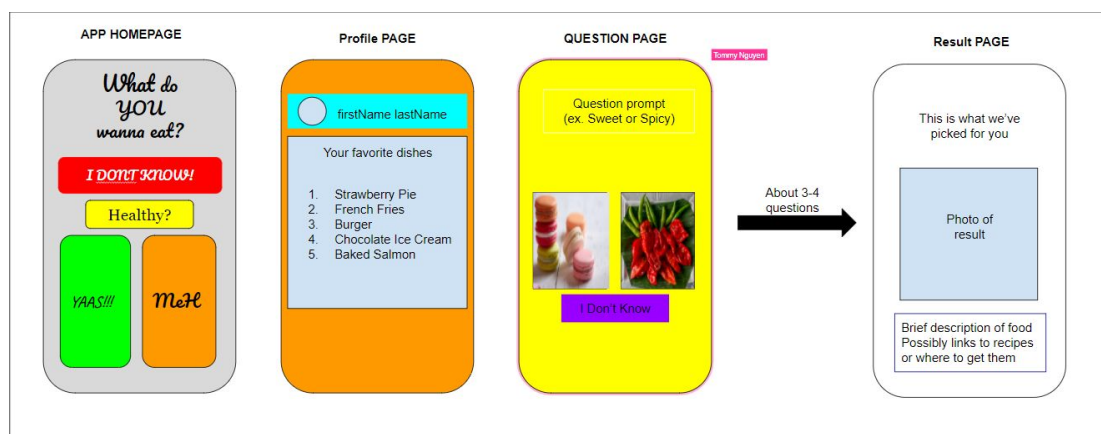 APP HOMEPAGE
What do
YOU
wanna eat?
I DON'T KNOW!
Healthy?
YAAS!!!
MeH
Profile PAGE
firstName lastName
Your favorite dishes
1. Strawberry Pie
2. French Fries
3. Burger
4. Chocolate Ice Cream
5. Baked Salmon
QUESTION PAGE
Tommy Nguyen
Question prompt
(ex. Sweet or Spicy)
I Don't Know
About 3-4
questions
Result PAGE
This is what we've
picked for you
Photo of
result
Brief description of food
Possibly links to recipes
or where to get them